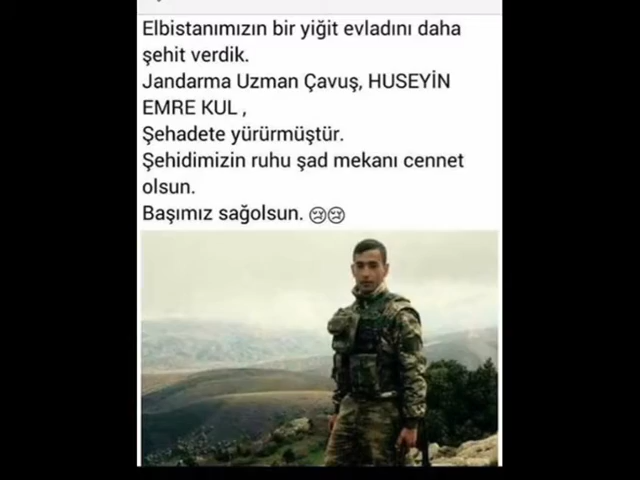 Elbistanımızın bir yiğit evladını daha
şehit verdik.
Jandarma Uzman Çavuş, HUSEYİN
EMRE KUL ,
Şehadete yürürmüştür.
Şehidimizin ruhu şad mekanı cennet
olsun.
Başımız sağolsun. 😢😢